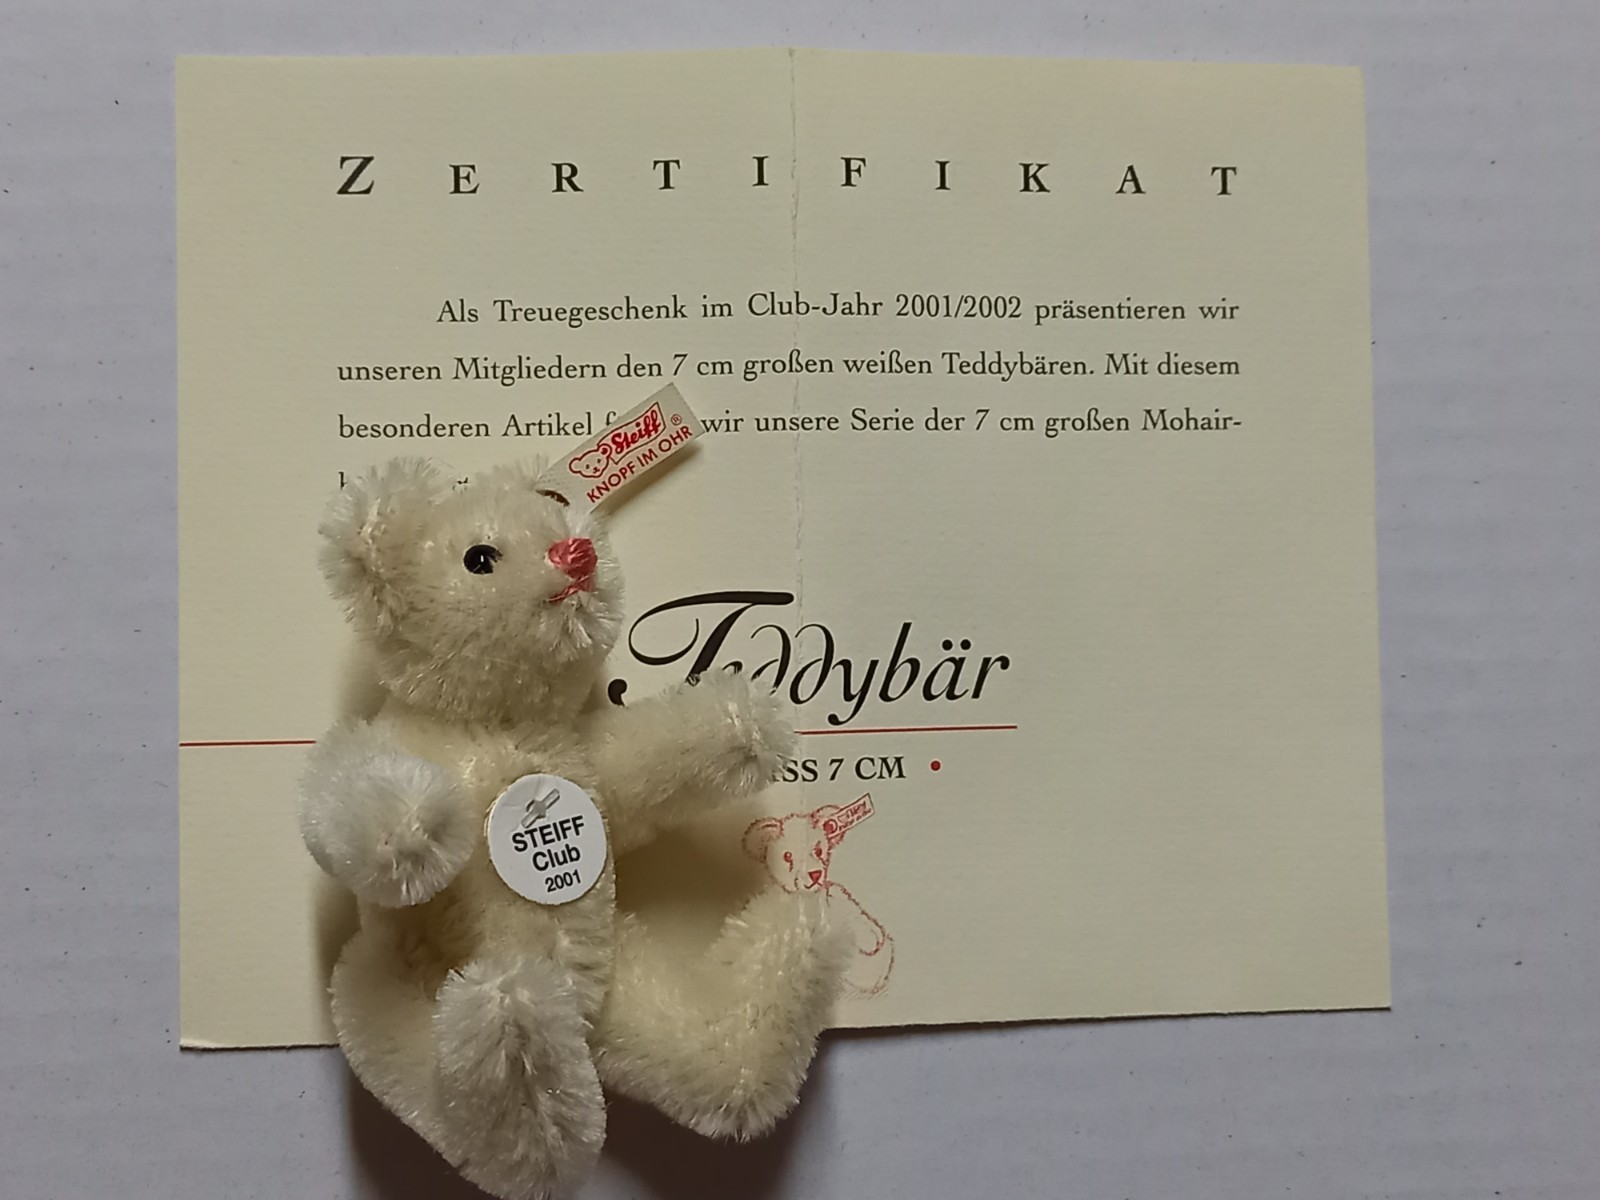 ZERTIFIKAT
Als Treuegeschenk im Club-Jahr 2001/2002 präsentieren wir
unseren Mitgliedern den 7 cm großen weißen Teddybären. Mit diesem
besonderen Artikel wir unsere Serie der 7 cm großen Mohair-
Steiff ®
KNOPF IM OHR
Teddybär
SS 7 CM •
STEIFF
Club
2001